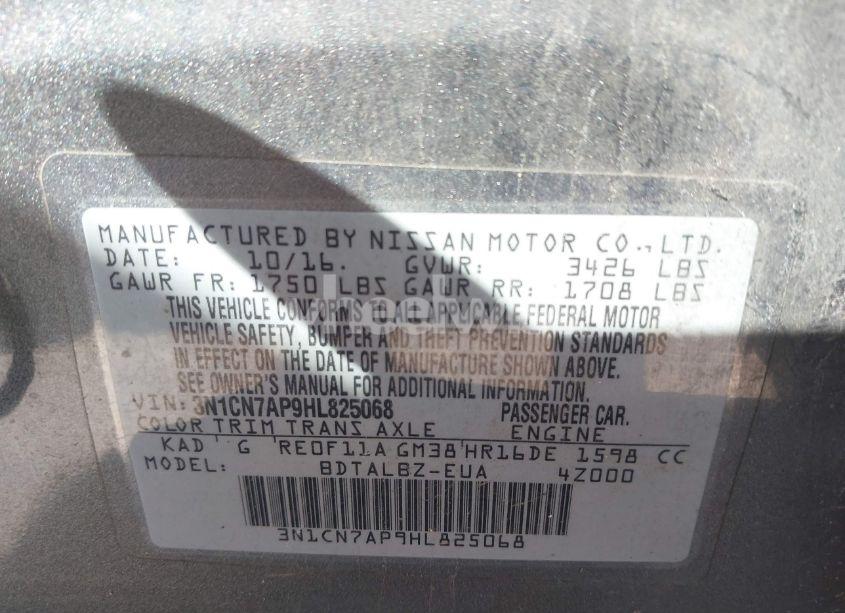 MANUFACTURED BY NISSAN MOTOR CO., LTD.
DATE: 10/16. GVWR: 3426 LBS
GAWR FR: 1750 LBS GAWR RR: 1708 LBS
THIS VEHICLE CONFORMS TO ALL APPLICABLE FEDERAL MOTOR
VEHICLE SAFETY, BUMPER AND THEFT PREVENTION STANDARDS
IN EFFECT ON THE DATE OF MANUFACTURE SHOWN ABOVE.
SEE OWNER'S MANUAL FOR ADDITIONAL INFORMATION.
VIN: 3N1CN7AP9HL825068 PASSENGER CAR.
COLOR TRIM TRANS AXLE ENGINE
KAD G RE0F11A GM38 HR16DE 1598 CC
MODEL: BDTALBZ-EUA 4Z000
3N1CN7AP9HL825068